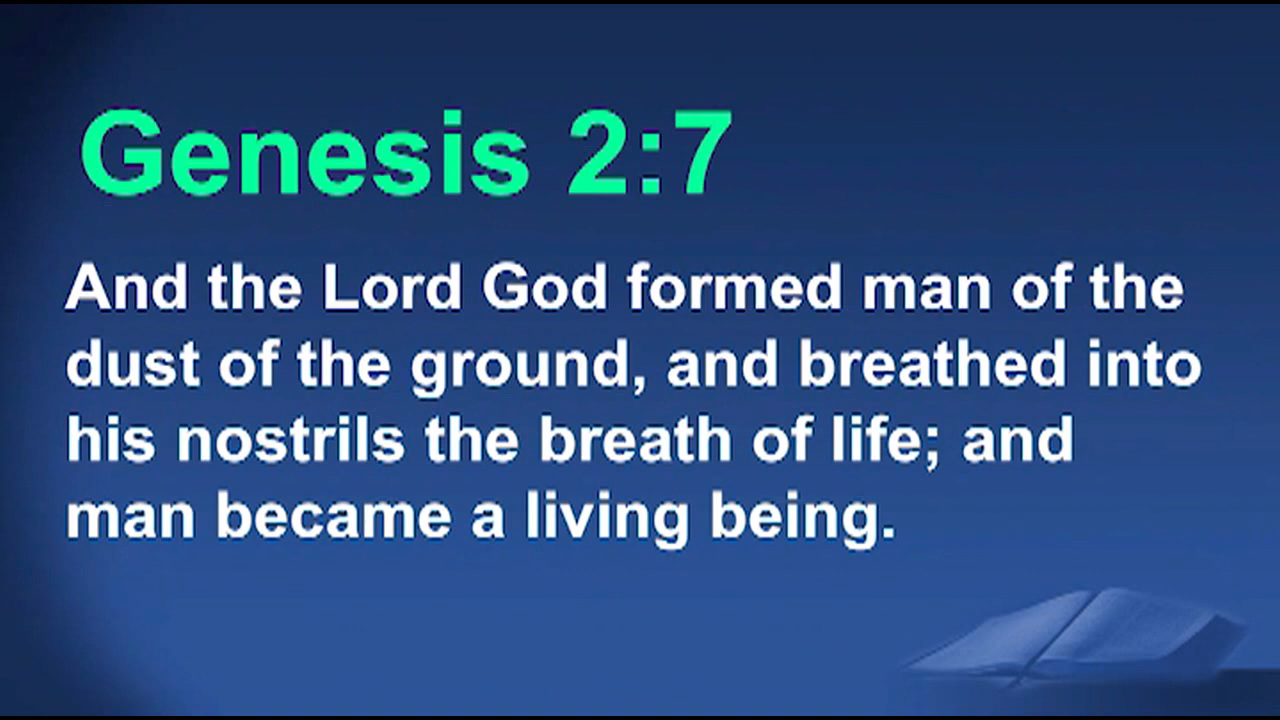 Genesis 2:7
And the Lord God formed man of the
dust of the ground, and breathed into
his nostrils the breath of life; and
man became a living being.